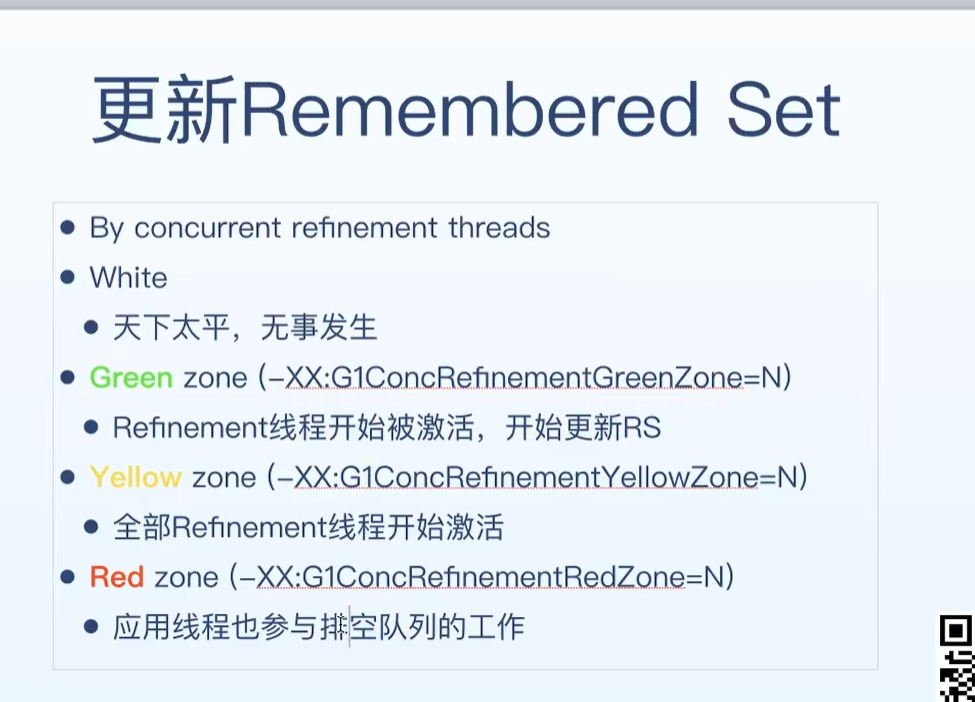 更新Remembered Set
By concurrent refinement threads
White
天下太平，无事发生
Green zone (-XX:G1ConcRefinementGreenZone=N)
Refinement线程开始被激活，开始更新RS
Yellow zone (-XX:G1ConcRefinementYellowZone=N)
全部Refinement线程开始激活
Red zone (-XX:G1ConcRefinementRedZone=N)
应用线程也参与排空队列的工作